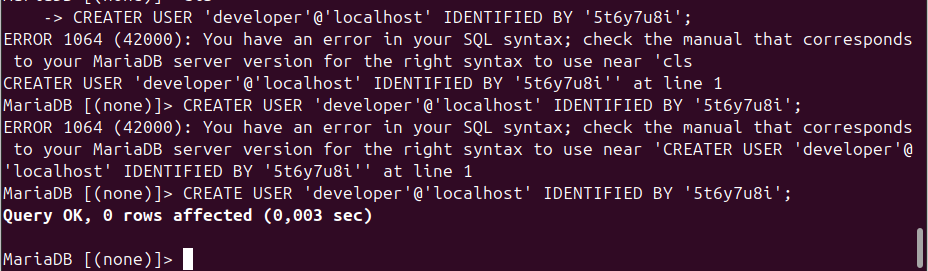 -> CREATER USER 'developer'@'localhost' IDENTIFIED BY '5t6y7u8i';
ERROR 1064 (42000): You have an error in your SQL syntax; check the manual that corresponds
 to your MariaDB server version for the right syntax to use near 'cls
CREATER USER 'developer'@'localhost' IDENTIFIED BY '5t6y7u8i'' at line 1
MariaDB [(none)]> CREATER USER 'developer'@'localhost' IDENTIFIED BY '5t6y7u8i';
ERROR 1064 (42000): You have an error in your SQL syntax; check the manual that corresponds
 to your MariaDB server version for the right syntax to use near 'CREATER USER 'developer'@
'localhost' IDENTIFIED BY '5t6y7u8i'' at line 1
MariaDB [(none)]> CREATE USER 'developer'@'localhost' IDENTIFIED BY '5t6y7u8i';
Query OK, 0 rows affected (0,003 sec)

MariaDB [(none)]>